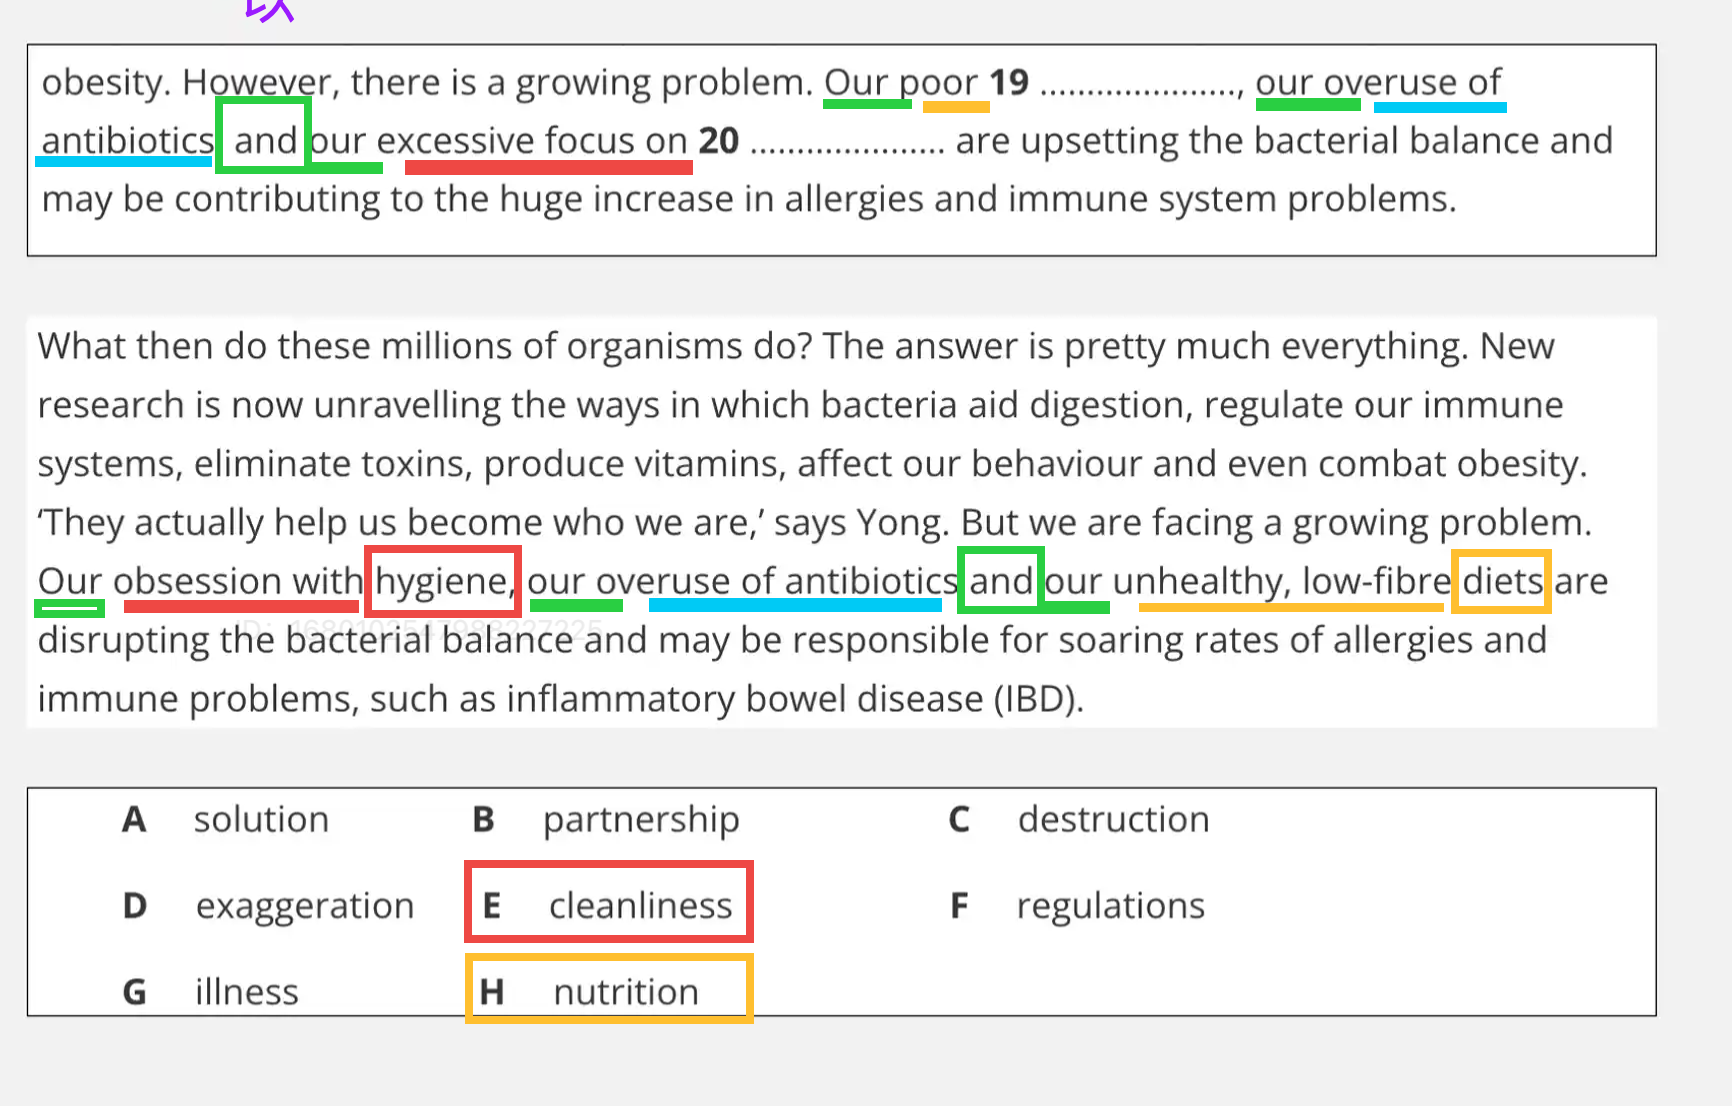 obesity. However, there is a growing problem. Our poor 19 ....................., our overuse of
antibiotics and our excessive focus on 20 ..................... are upsetting the bacterial balance and
may be contributing to the huge increase in allergies and immune system problems.
What then do these millions of organisms do? The answer is pretty much everything. New
research is now unravelling the ways in which bacteria aid digestion, regulate our immune
systems, eliminate toxins, produce vitamins, affect our behaviour and even combat obesity.
‘They actually help us become who we are,’ says Yong. But we are facing a growing problem.
Our obsession with hygiene, our overuse of antibiotics and our unhealthy, low-fibre diets are
disrupting the bacterial balance and may be responsible for soaring rates of allergies and
immune problems, such as inflammatory bowel disease (IBD).
A solution B partnership C destruction
D exaggeration E cleanliness F regulations
G illness H nutrition